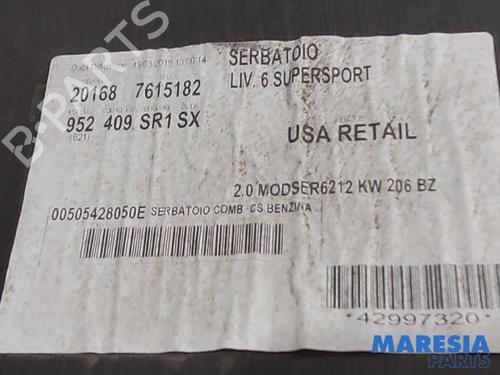 13 03 2019 13:00:14
SERBATOIO
20168 7615182
LIV. 6 SUPERSPORT
952 409 SR1 SX
(621)
USA RETAIL
2.0 MODSER6212 KW 206 BZ
00505428050E SERBATOIO COMB CS.BENZINA
*42997320*
B-PARTS
MARESIA
PARTS